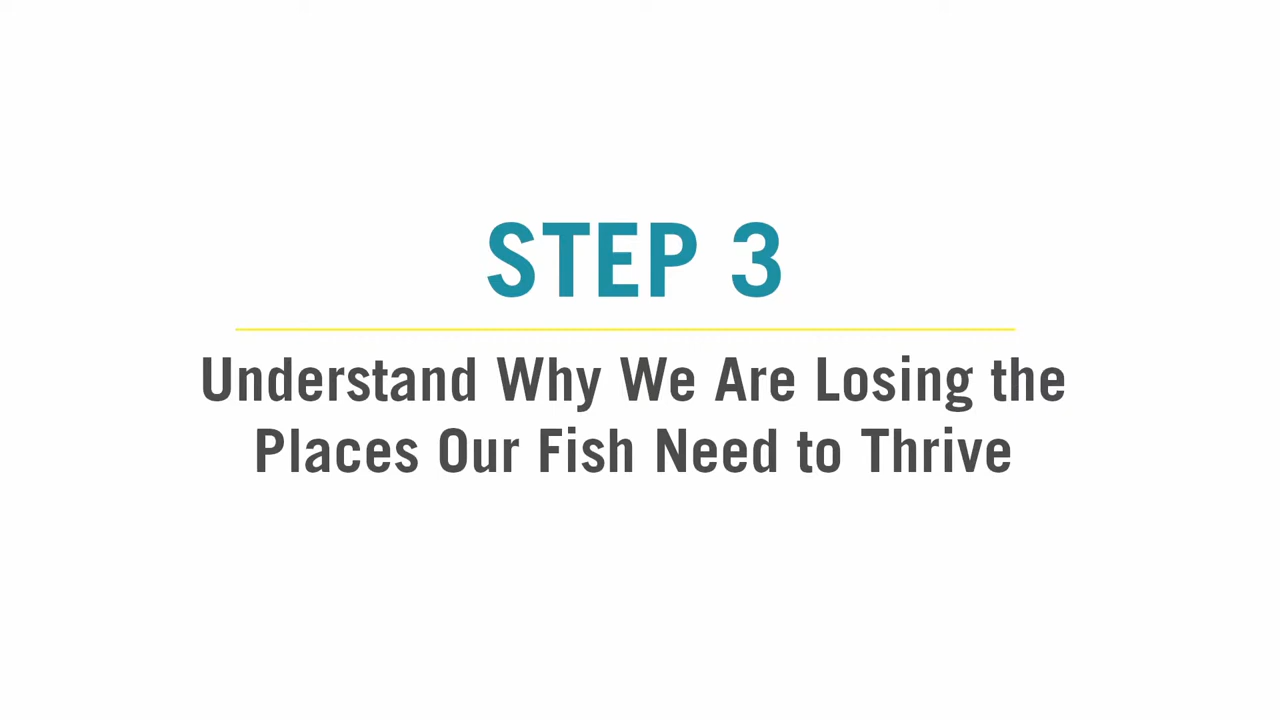 STEP 3
Understand Why We Are Losing the
Places Our Fish Need to Thrive